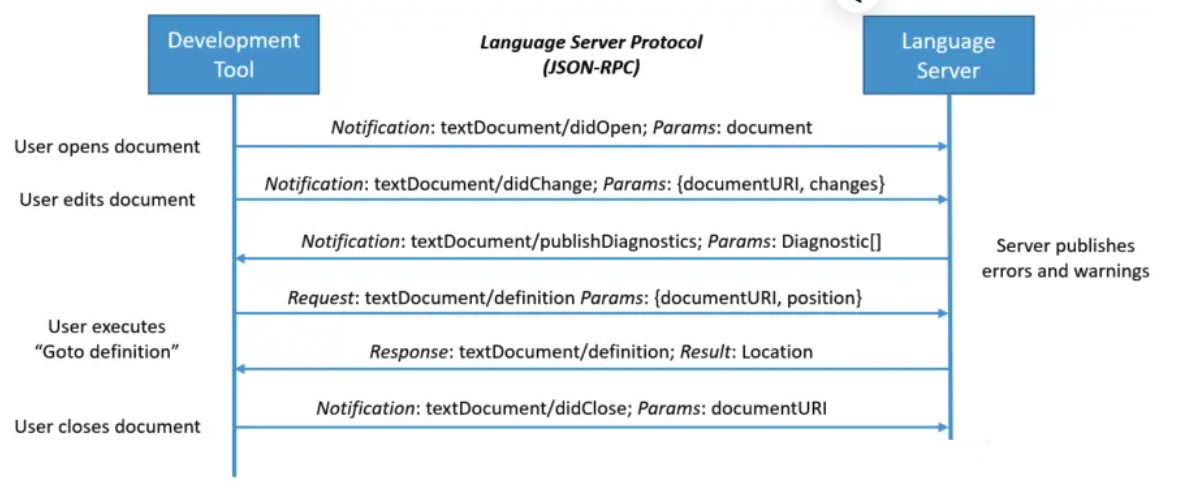 Development
Tool
Language Server Protocol
(JSON-RPC)
Language
Server
Notification: textDocument/didOpen; Params: document
User opens document
Notification: textDocument/didChange; Params: {documentURI, changes}
User edits document
Notification: textDocument/publishDiagnostics; Params: Diagnostic[]
Server publishes
errors and warnings
Request: textDocument/definition Params: {documentURI, position}
User executes
“Goto definition”
Response: textDocument/definition; Result: Location
Notification: textDocument/didClose; Params: documentURI
User closes document